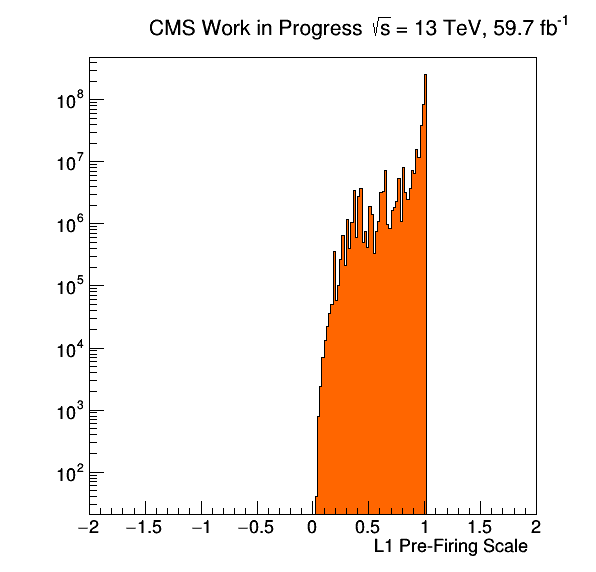 CMS Work in Progress √s = 13 TeV, 59.7 fb⁻¹
10⁸
10⁷
10⁶
10⁵
10⁴
10³
10²
−2 −1.5 −1 −0.5 0 0.5 1 1.5 2
L1 Pre-Firing Scale